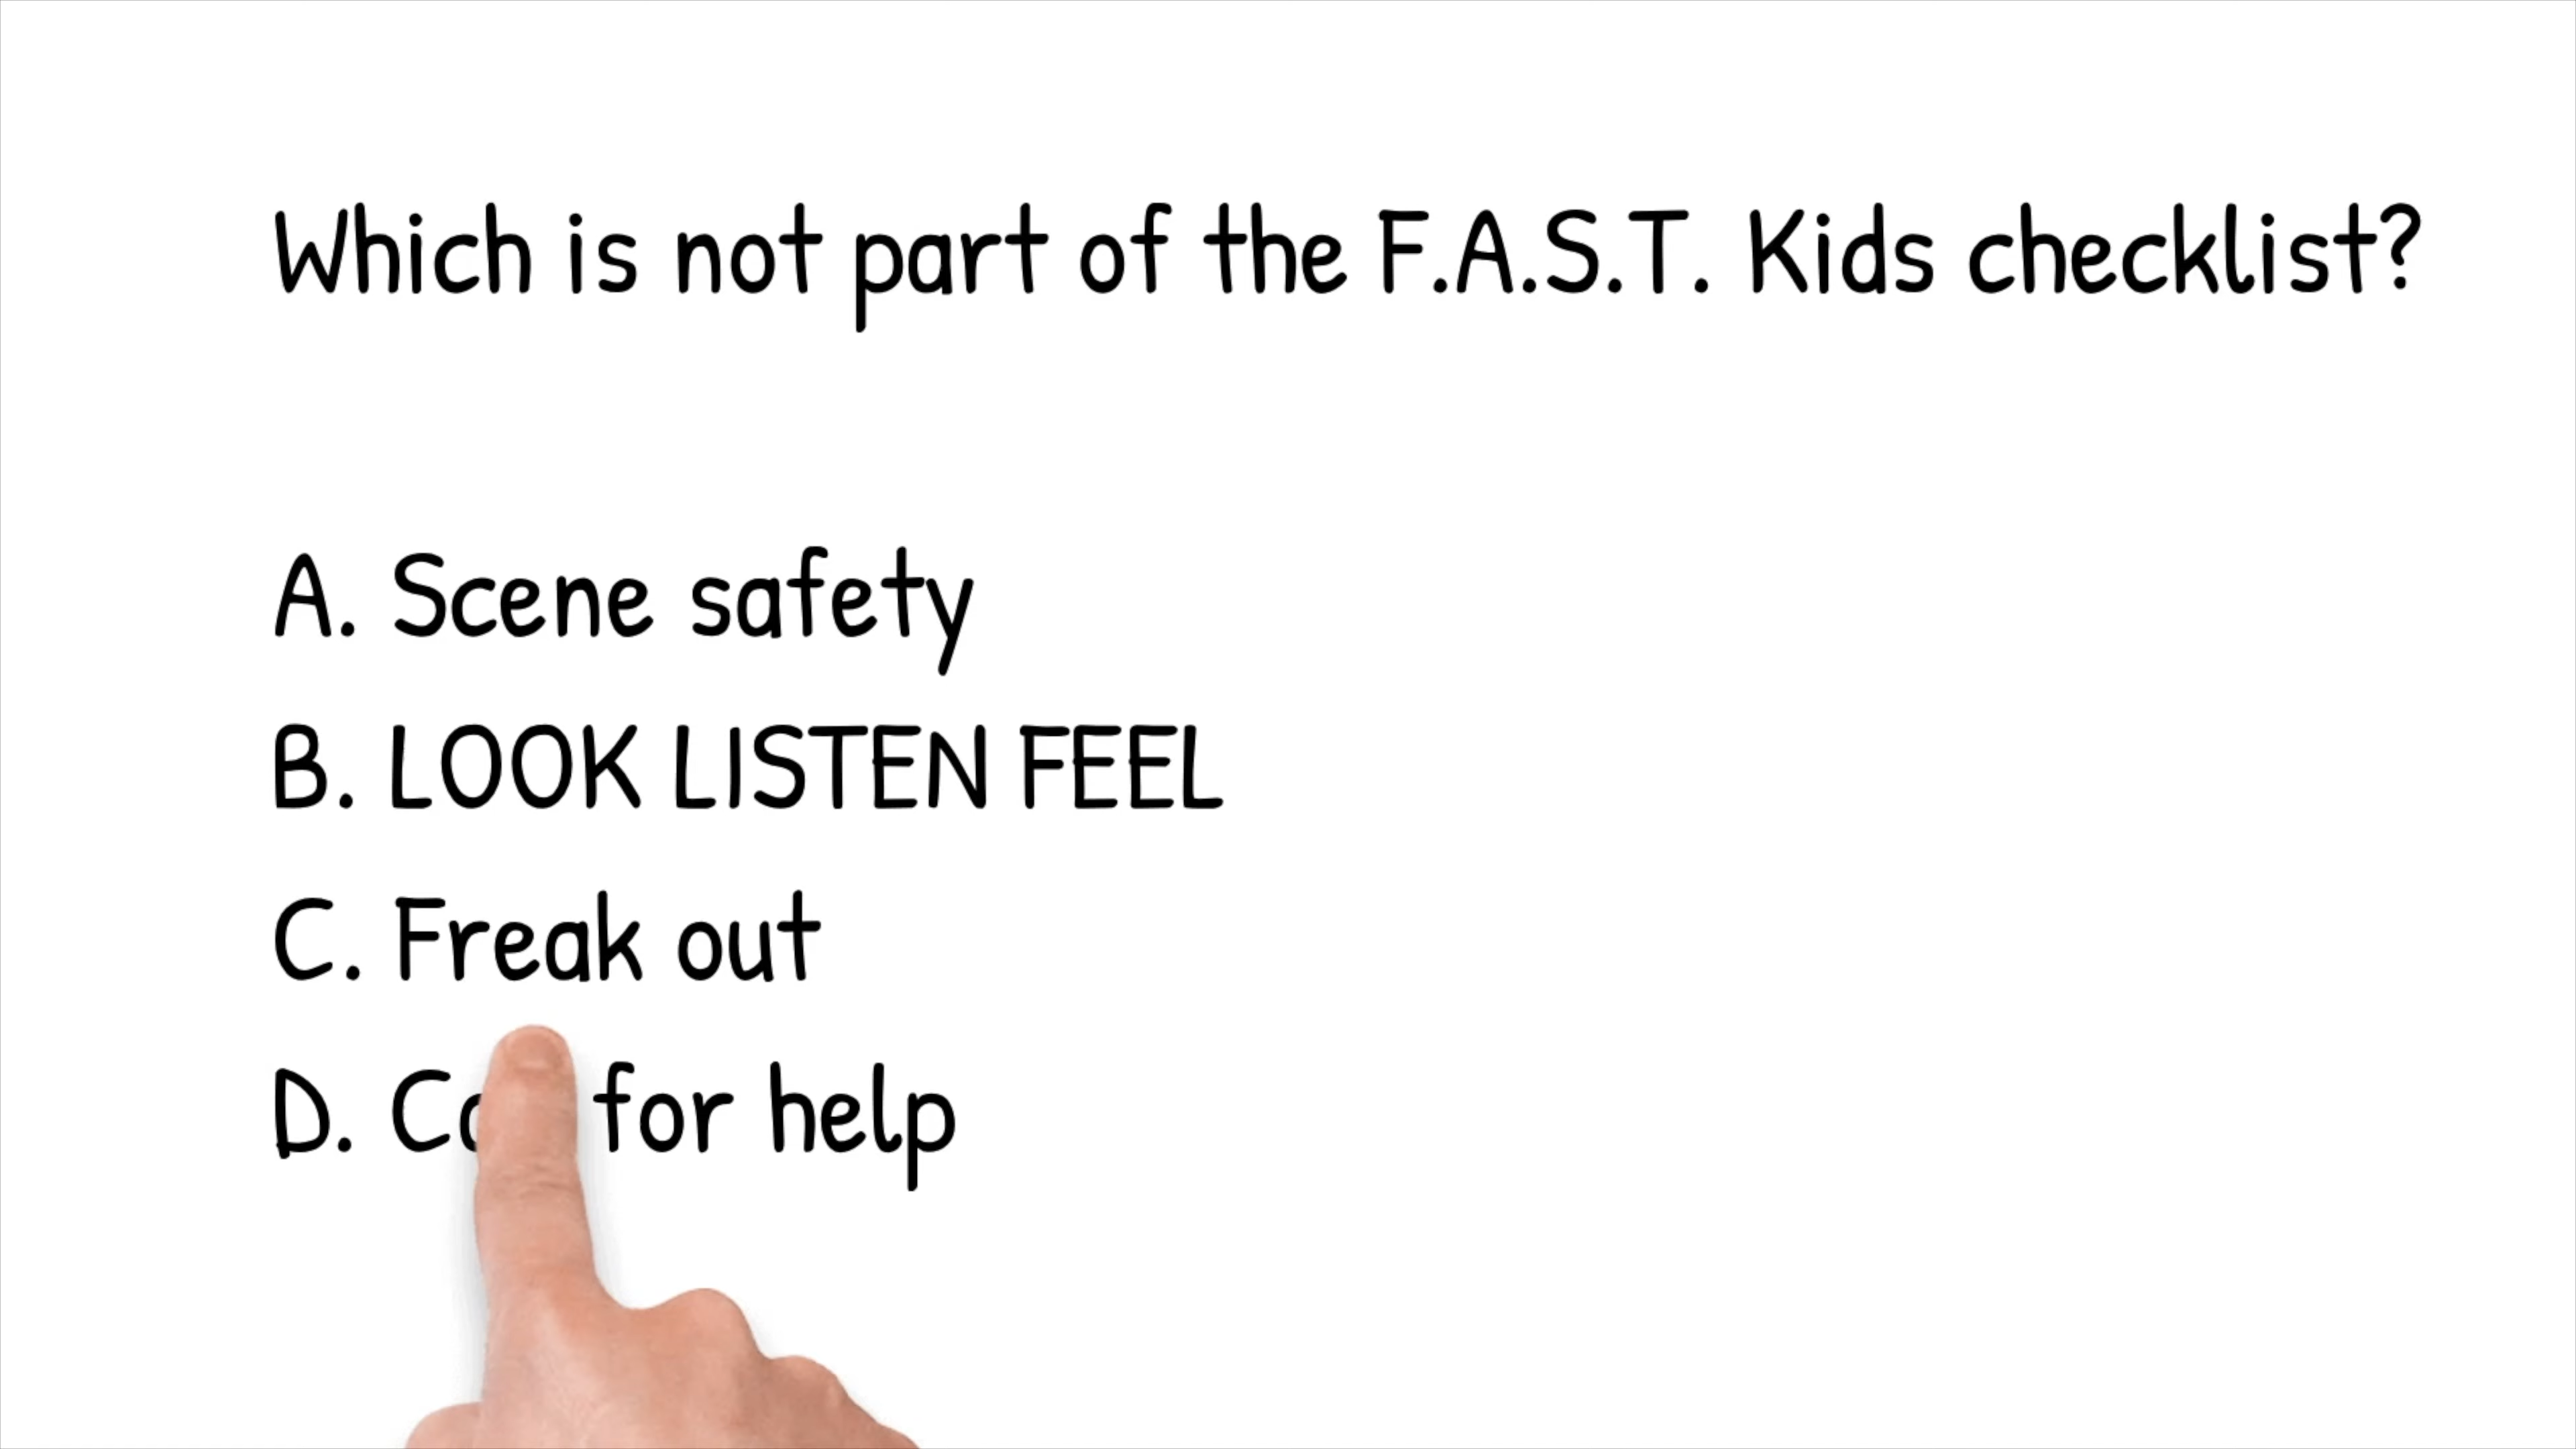 Which is not part of the F.A.S.T. Kids checklist?
A. Scene safety
B. LOOK LISTEN FEEL
C. Freak out
D. for help